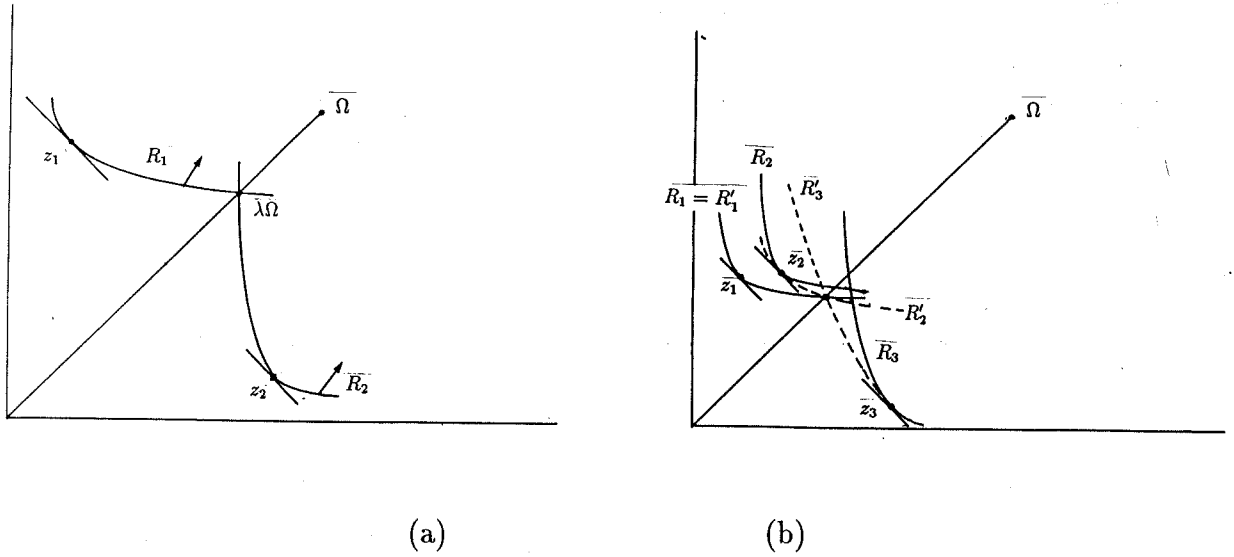 Ω
z₁
R₁
λΩ
z₂
R₂
Ω
R₂
R′₃
R₁ = R′₁
z₂
z₁
R′₂
R₃
z₃
(a)
(b)